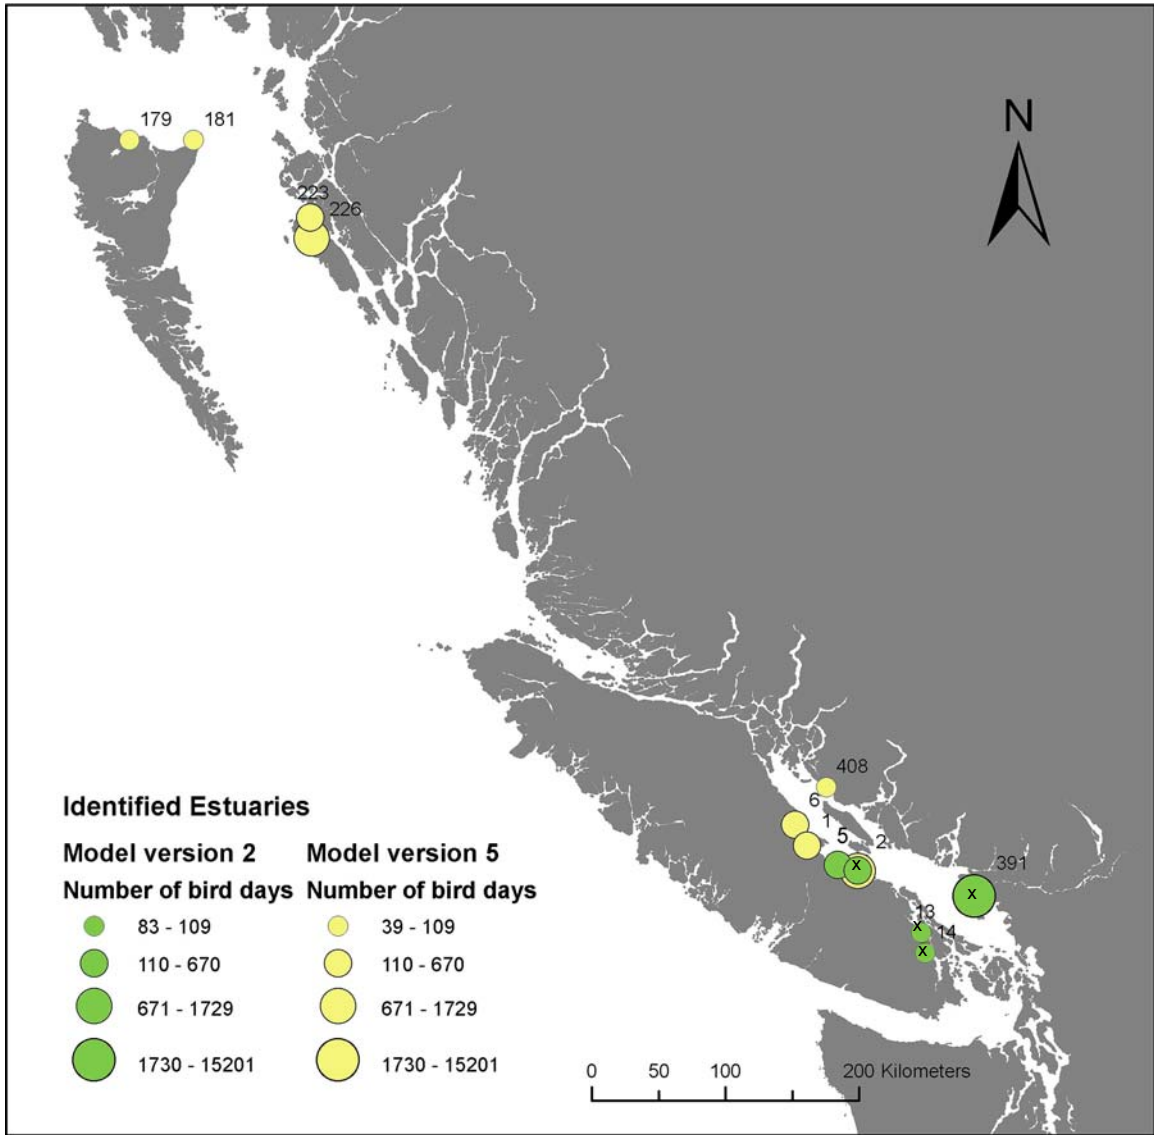 179 181
N
223
226
408
6
1
5 2
391
13
14
x
x
x
x
Identified Estuaries
Model version 2 Model version 5
Number of bird days Number of bird days
83 - 109 39 - 109
110 - 670 110 - 670
671 - 1729 671 - 1729
1730 - 15201 1730 - 15201
0 50 100 200 Kilometers